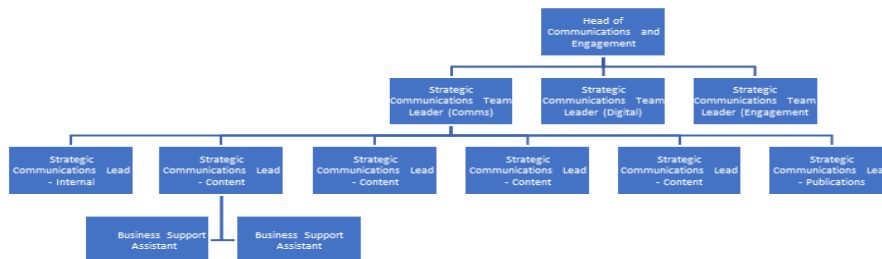 Head of
Communications and
Engagement
Strategic
Communications Team
Leader (Comms)
Strategic
Communications Team
Leader (Digital)
Strategic
Communications Team
Leader (Engagement
Strategic
Communications Lead
- Internal
Strategic
Communications Lead
- Content
Strategic
Communications Lead
- Content
Strategic
Communications Lead
- Content
Strategic
Communications Lead
- Content
Strategic
Communications Lea
- Publications
Business Support
Assistant
Business Support
Assistant